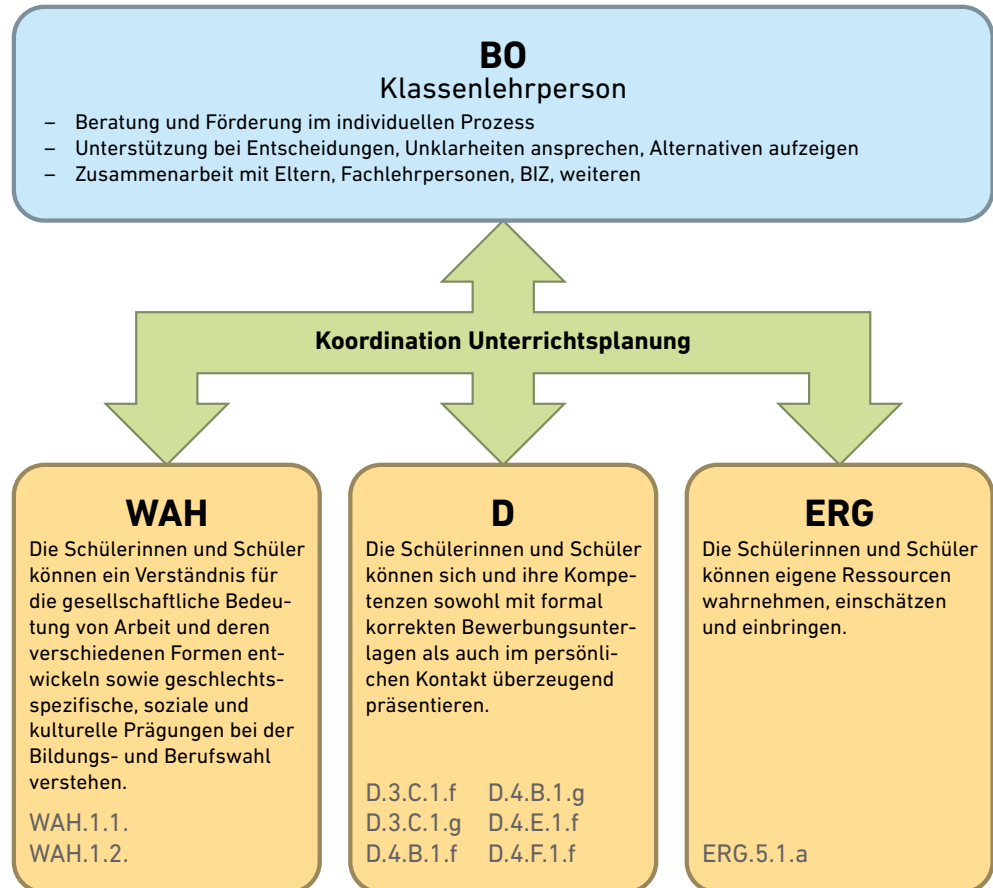 BO
Klassenlehrperson
– Beratung und Förderung im individuellen Prozess
– Unterstützung bei Entscheidungen, Unklarheiten ansprechen, Alternativen aufzeigen
– Zusammenarbeit mit Eltern, Fachlehrpersonen, BIZ, weiteren
Koordination Unterrichtsplanung
WAH
Die Schülerinnen und Schüler
können ein Verständnis für
die gesellschaftliche Bedeu-
tung von Arbeit und deren
verschiedenen Formen ent-
wickeln sowie geschlechts-
spezifische, soziale und
kulturelle Prägungen bei der
Bildungs- und Berufswahl
verstehen.
WAH.1.1.
WAH.1.2.
D
Die Schülerinnen und Schüler
können sich und ihre Kompe-
tenzen sowohl mit formal
korrekten Bewerbungsunter-
lagen als auch im persönli-
chen Kontakt überzeugend
präsentieren.
D.3.C.1.f D.4.B.1.g
D.3.C.1.g D.4.E.1.f
D.4.B.1.f D.4.F.1.f
ERG
Die Schülerinnen und Schüler
können eigene Ressourcen
wahrnehmen, einschätzen
und einbringen.
ERG.5.1.a